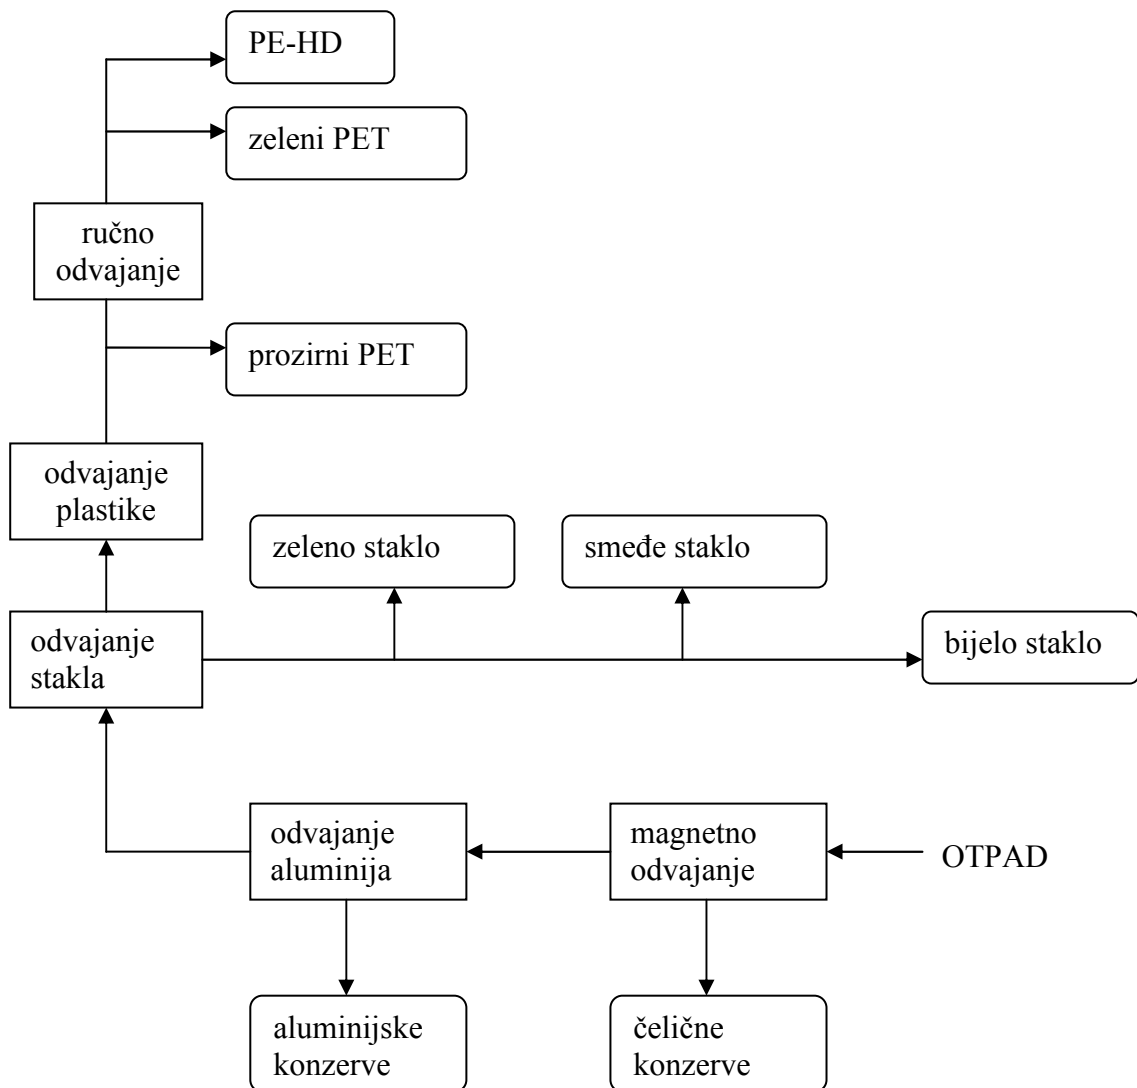 PE-HD
zeleni PET
ručno
odvajanje
prozirni PET
odvajanje
plastike
zeleno staklo
smeđe staklo
odvajanje
stakla
bijelo staklo
odvajanje
aluminija
magnetno
odvajanje
OTPAD
aluminijske
konzerve
čelične
konzerve